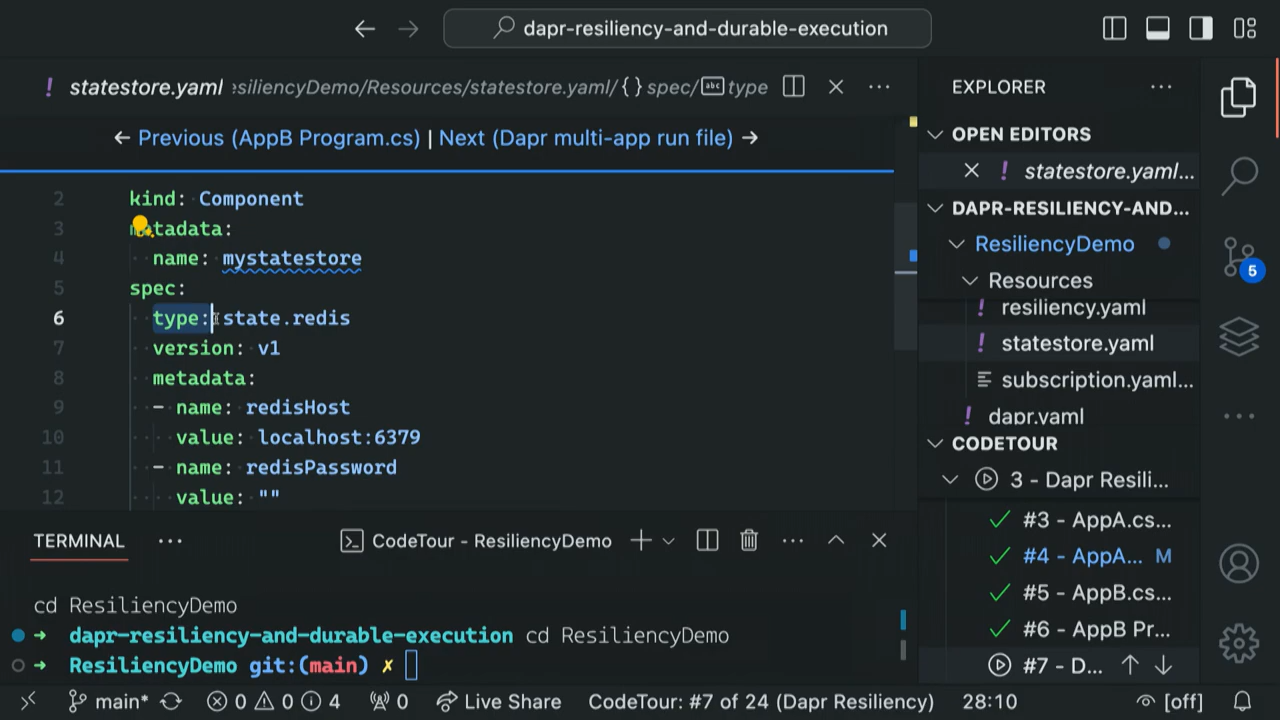 dapr-resiliency-and-durable-execution
statestore.yaml esiliencyDemo/Resources/statestore.yaml/ {} spec/ abc type
← Previous (AppB Program.cs) | Next (Dapr multi-app run file) →
2 kind: Component
3 metadata:
4 name: mystatestore
5 spec:
6 type: state.redis
7 version: v1
8 metadata:
9 - name: redisHost
10 value: localhost:6379
11 - name: redisPassword
12 value: ""
TERMINAL
CodeTour - ResiliencyDemo
cd ResiliencyDemo
dapr-resiliency-and-durable-execution cd ResiliencyDemo
ResiliencyDemo git:(main) ✗
EXPLORER
OPEN EDITORS
statestore.yaml...
DAPR-RESILIENCY-AND...
ResiliencyDemo
Resources
resiliency.yaml
statestore.yaml
subscription.yaml...
dapr.yaml
CODETOUR
3 - Dapr Resili...
#3 - AppA.cs...
#4 - AppA... M
#5 - AppB.cs...
#6 - AppB Pr...
#7 - D...
5
main* 0 0 4 0 Live Share CodeTour: #7 of 24 (Dapr Resiliency) 28:10 [off]